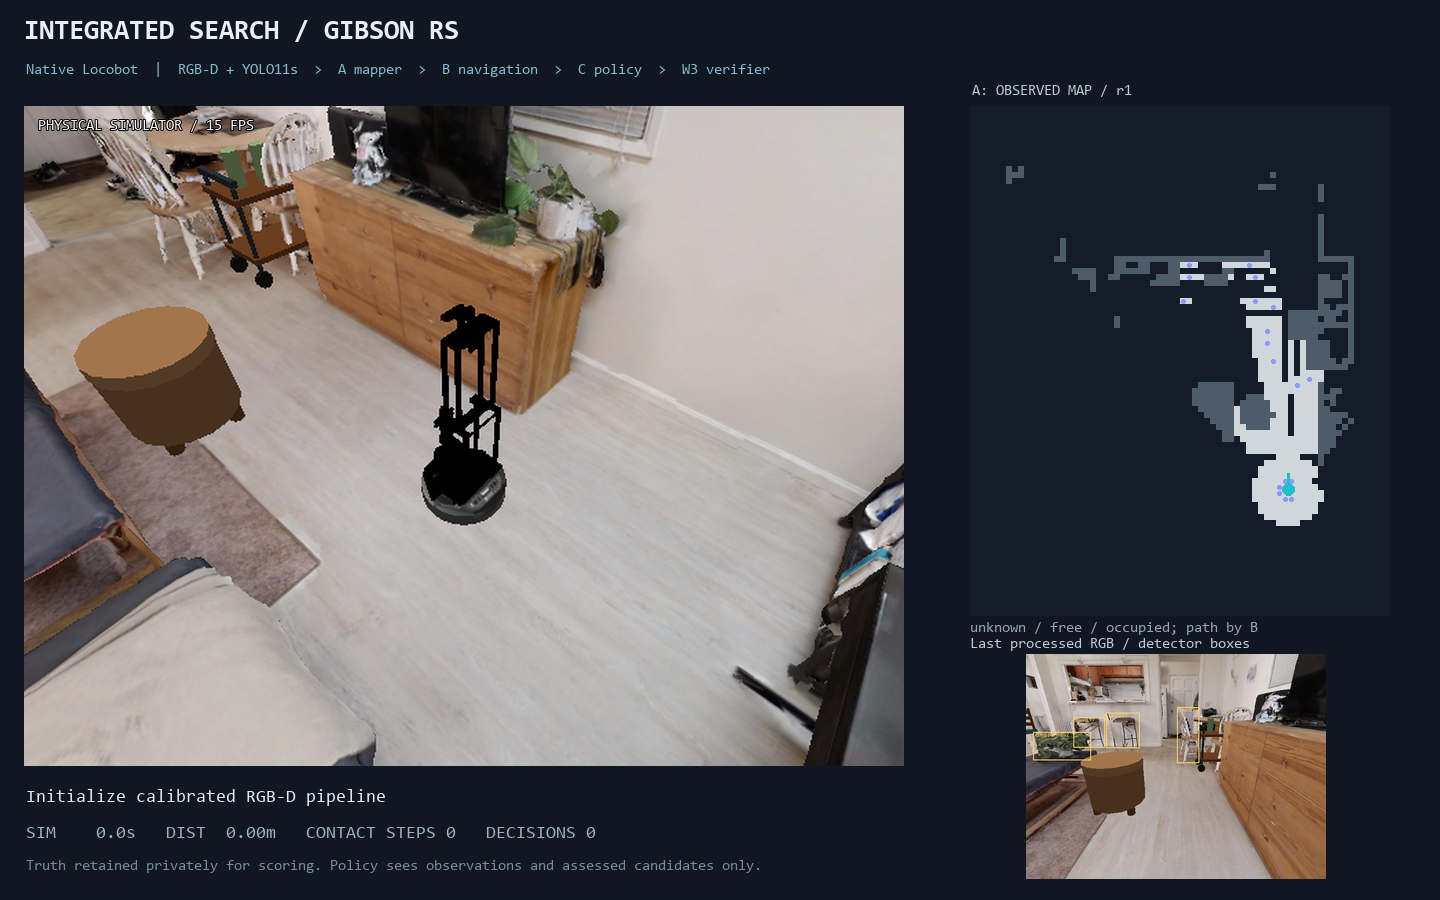 INTEGRATED SEARCH / GIBSON RS
Native Locobot | RGB-D + YOLO11s > A mapper > B navigation > C policy > W3 verifier
A: OBSERVED MAP / r1
PHYSICAL SIMULATOR / 15 FPS
unknown / free / occupied; path by B
Last processed RGB / detector boxes
Initialize calibrated RGB-D pipeline
SIM 0.0s DIST 0.00m CONTACT STEPS 0 DECISIONS 0
Truth retained privately for scoring. Policy sees observations and assessed candidates only.